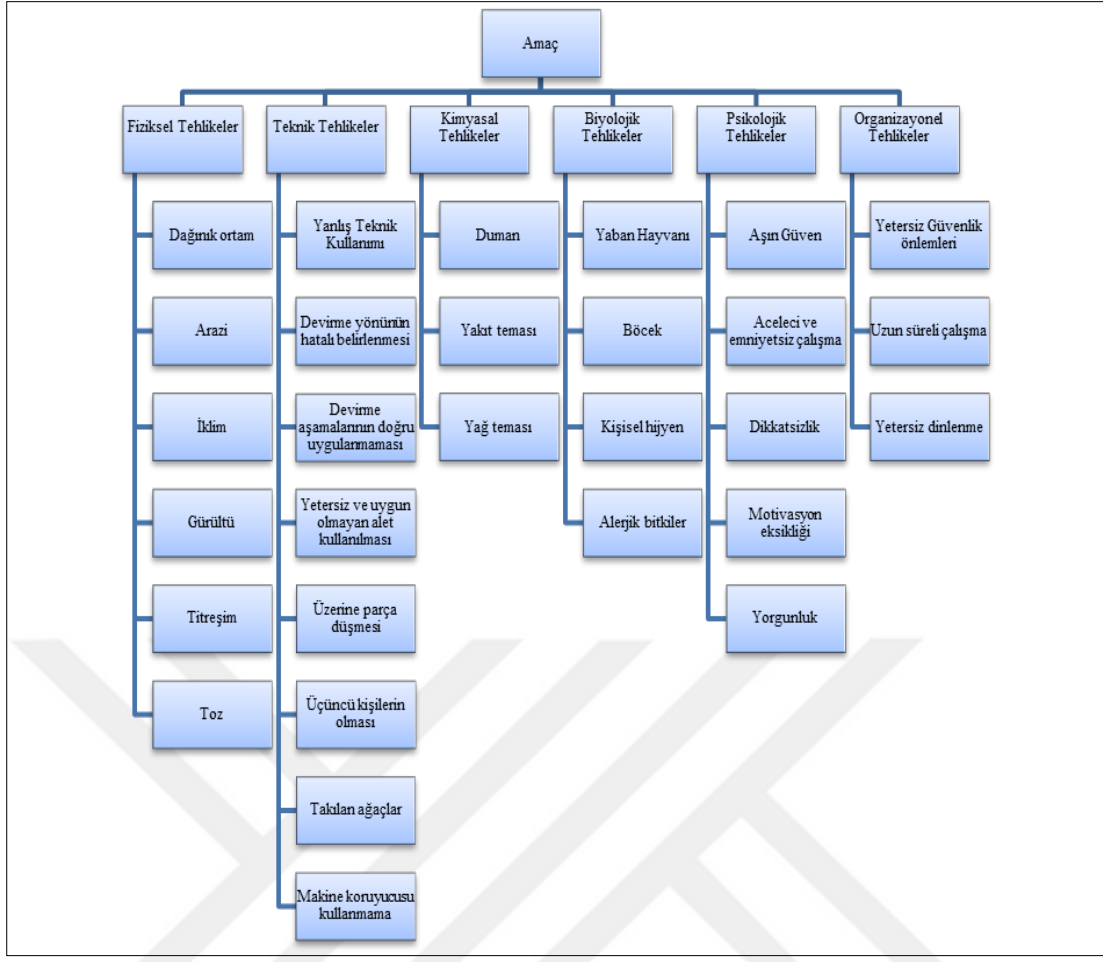 Amaç
Fiziksel Tehlikeler
Dağınık ortam
Arazi
İklim
Gürültü
Titreşim
Toz
Teknik Tehlikeler
Yanlış Teknik
Kullanımı
Devirme yönünün
hatalı belirlenmesi
Devirme
aşamalarının doğru
uygulanmaması
Yetersiz ve uygun
olmayan alet
kullanılması
Üzerine parça
düşmesi
Üçüncü kişilerin
olması
Takılan ağaçlar
Makine koruyucusu
kullanmama
Kimyasal
Tehlikeler
Duman
Yakıt teması
Yağ teması
Biyolojik
Tehlikeler
Yaban Hayvanı
Böcek
Kişisel hijyen
Alerjik bitkiler
Psikolojik
Tehlikeler
Aşırı Güven
Aceleci ve
emniyetsiz çalışma
Dikkatsizlik
Motivasyon
eksikliği
Yorgunluk
Organizayonel
Tehlikeler
Yetersiz Güvenlik
önlemleri
Uzun süreli çalışma
Yetersiz dinlenme